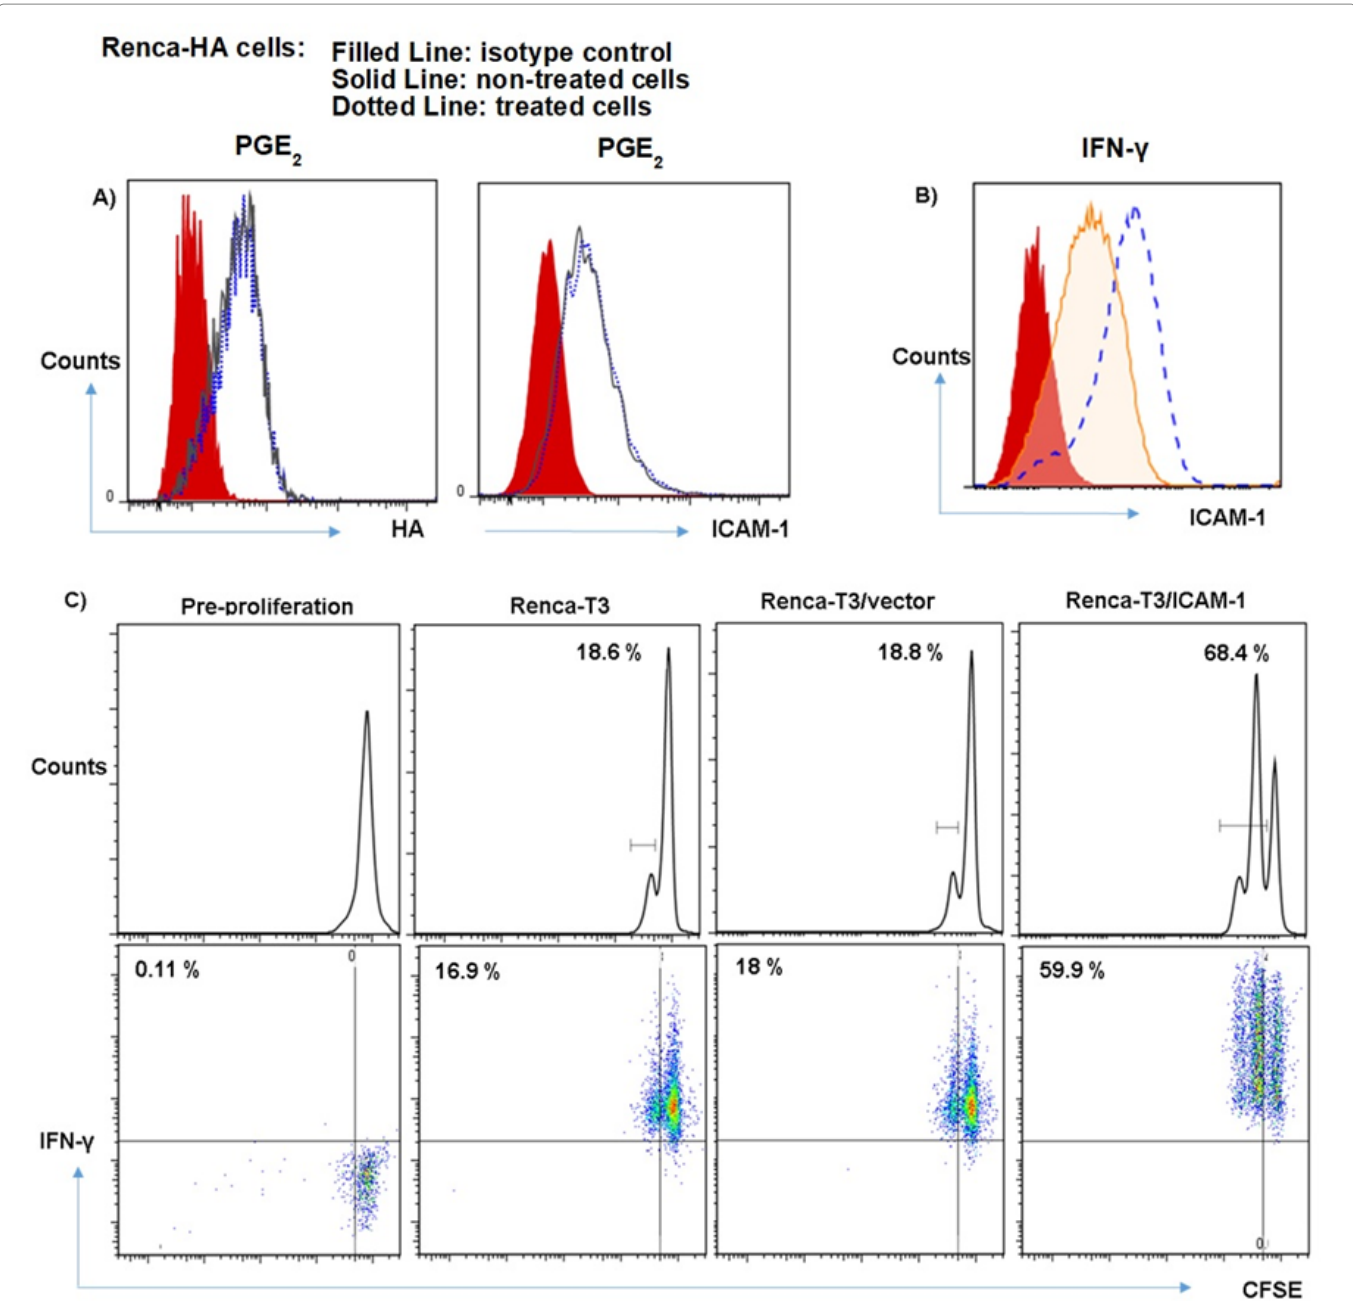 Renca-HA cells:
Filled Line: isotype control
Solid Line: non-treated cells
Dotted Line: treated cells
PGE2
PGE2
IFN-γ
A)
B)
Counts
Counts
0
0
HA
ICAM-1
ICAM-1
C)
Pre-proliferation
Renca-T3
Renca-T3/vector
Renca-T3/ICAM-1
18.6 %
18.8 %
68.4 %
Counts
0
0.11 %
16.9 %
18 %
59.9 %
IFN-γ
0
CFSE